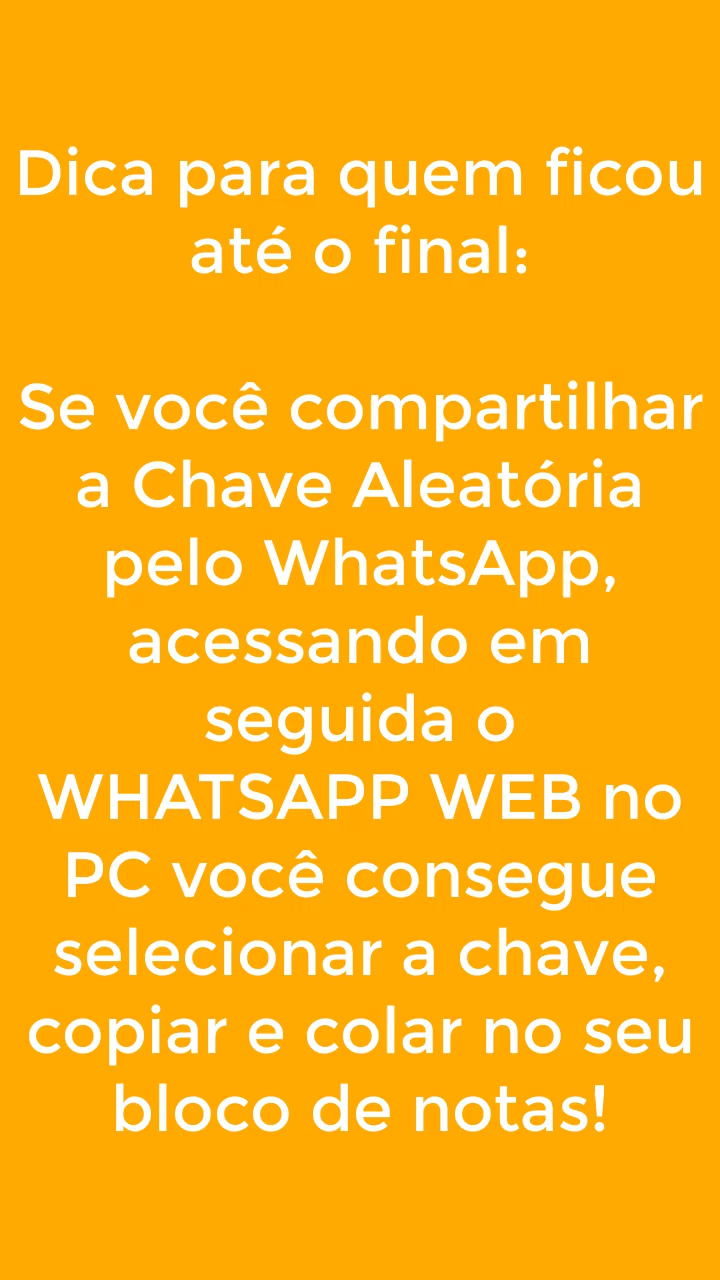 Dica para quem ficou
até o final:
Se você compartilhar
a Chave Aleatória
pelo WhatsApp,
acessando em
seguida o
WHATSAPP WEB no
PC você consegue
selecionar a chave,
copiar e colar no seu
bloco de notas!